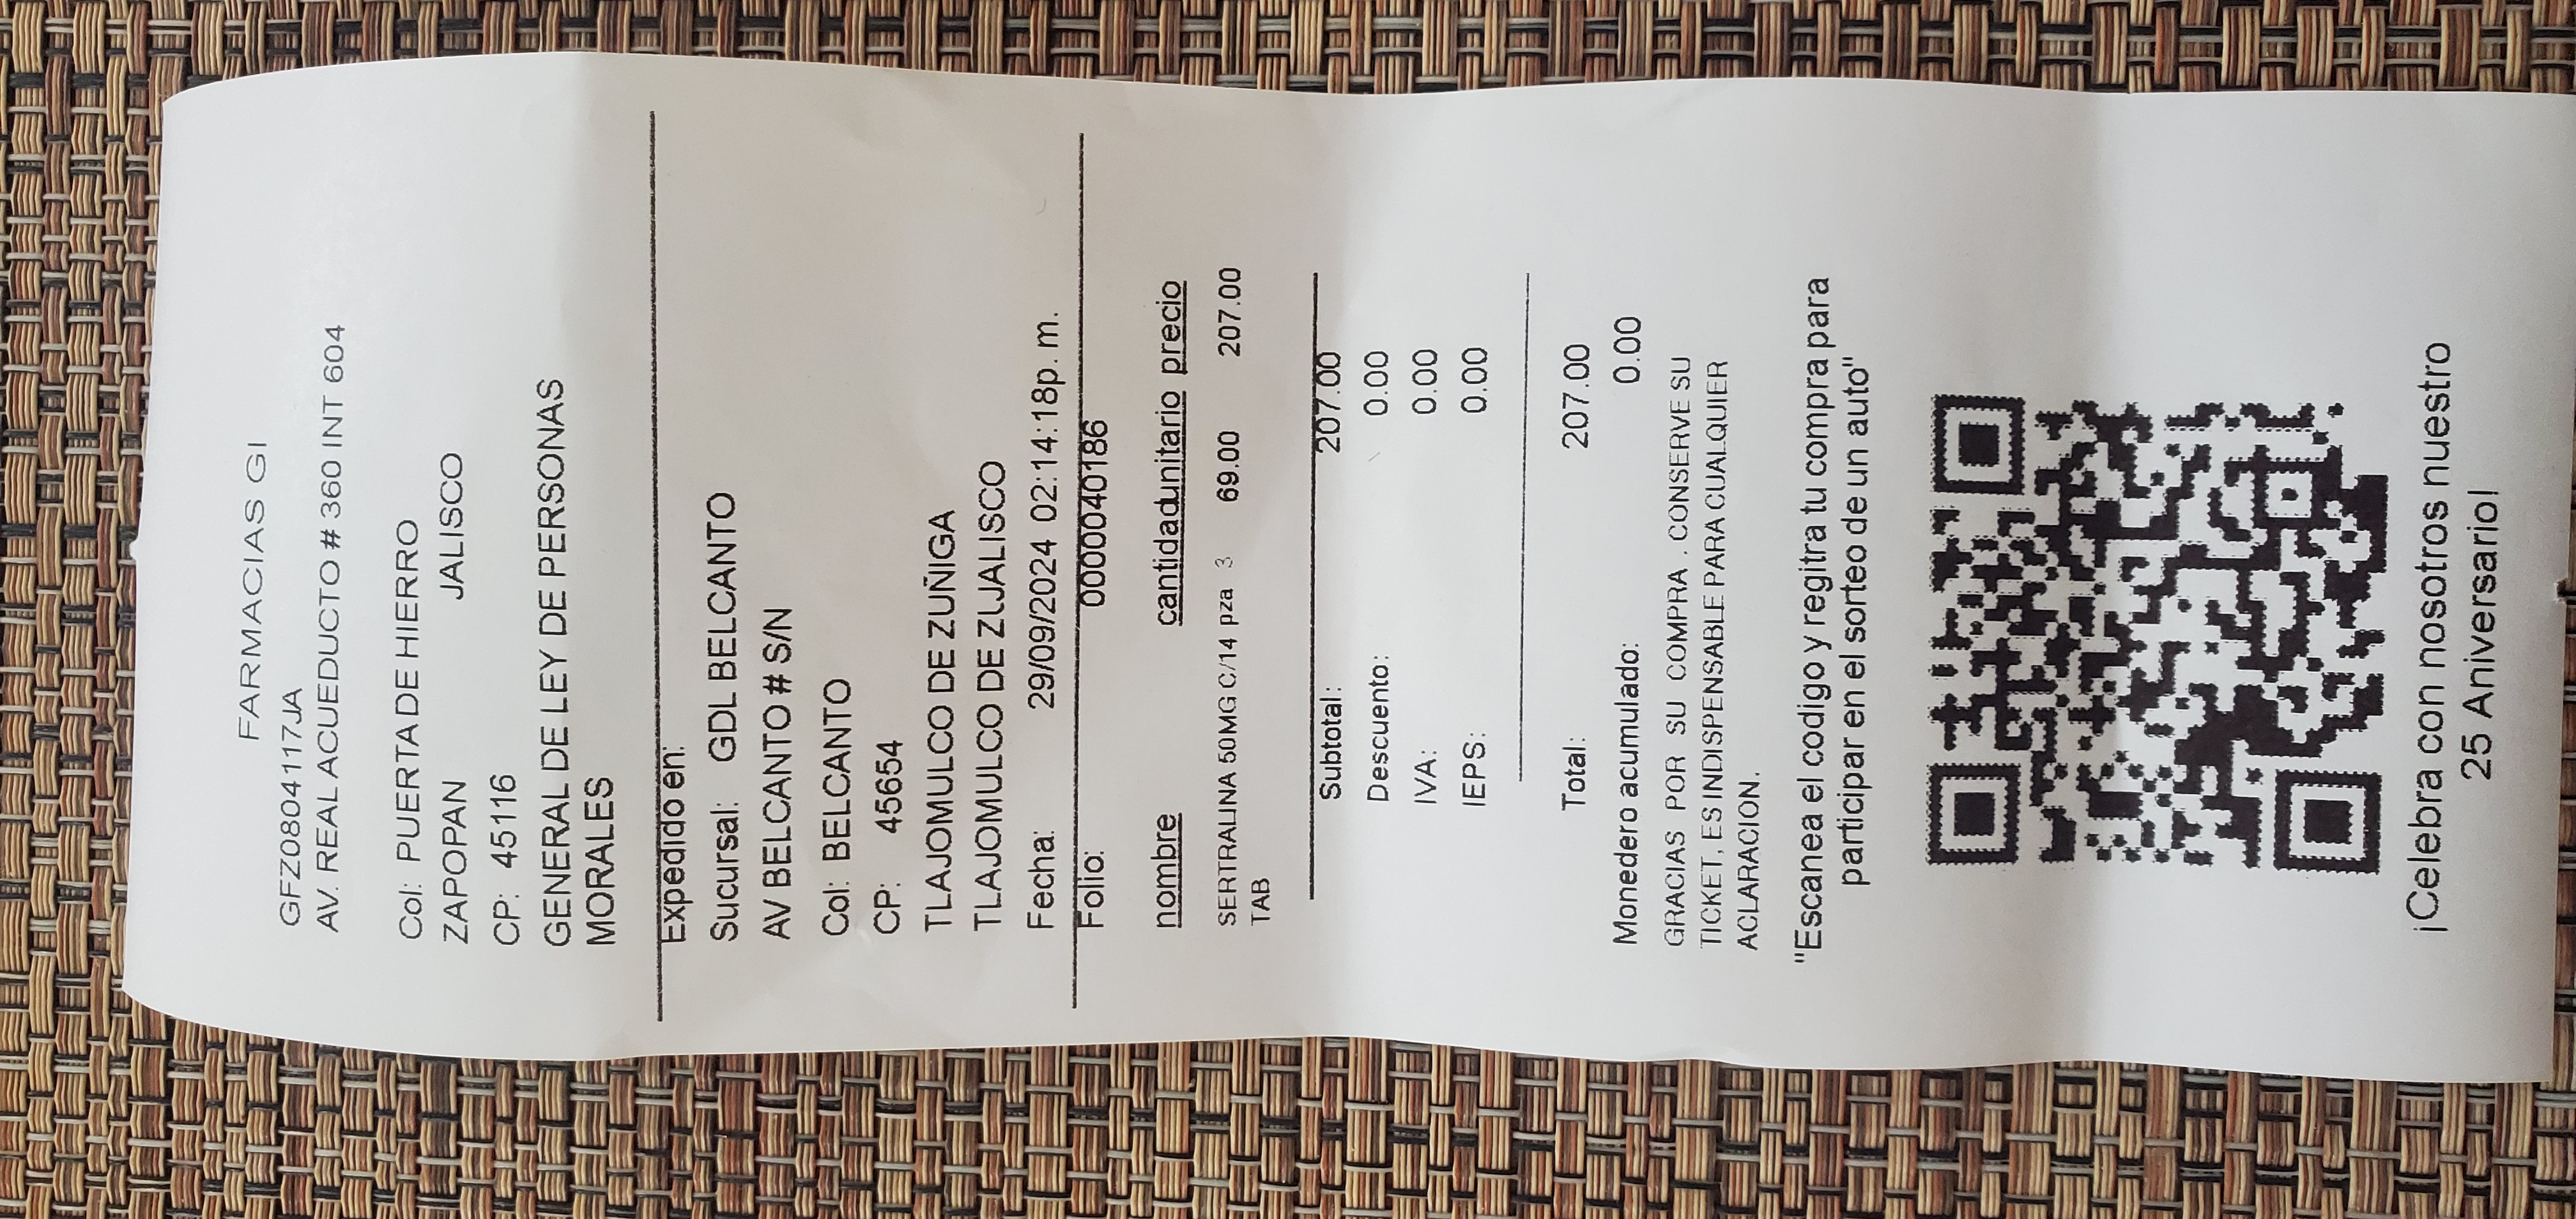 FARMACIAS GI
GFZ0804117JA
AV. REAL ACUEDUCTO # 360 INT 604
Col: PUERTA DE HIERRO
ZAPOPAN JALISCO
CP: 45116
GENERAL DE LEY DE PERSONAS
MORALES
Expedido en:
Sucursal: GDL BELCANTO
AV BELCANTO # S/N
Col: BELCANTO
CP: 45654
TLAJOMULCO DE ZUÑIGA
TLAJOMULCO DE ZUJALISCO
Fecha: 29/09/2024 02:14:18p. m.
Folio: 0000040186
nombre cantidadunitario precio
SERTRALINA 50MG C/14 pza 3 69.00 207.00
TAB
Subtotal: 207.00
Descuento: 0.00
IVA: 0.00
IEPS: 0.00
Total: 207.00
Monedero acumulado: 0.00
GRACIAS POR SU COMPRA . CONSERVE SU
TICKET, ES INDISPENSABLE PARA CUALQUIER
ACLARACION.
"Escanea el codigo y regitra tu compra para
participar en el sorteo de un auto"
¡Celebra con nosotros nuestro
25 Aniversario!